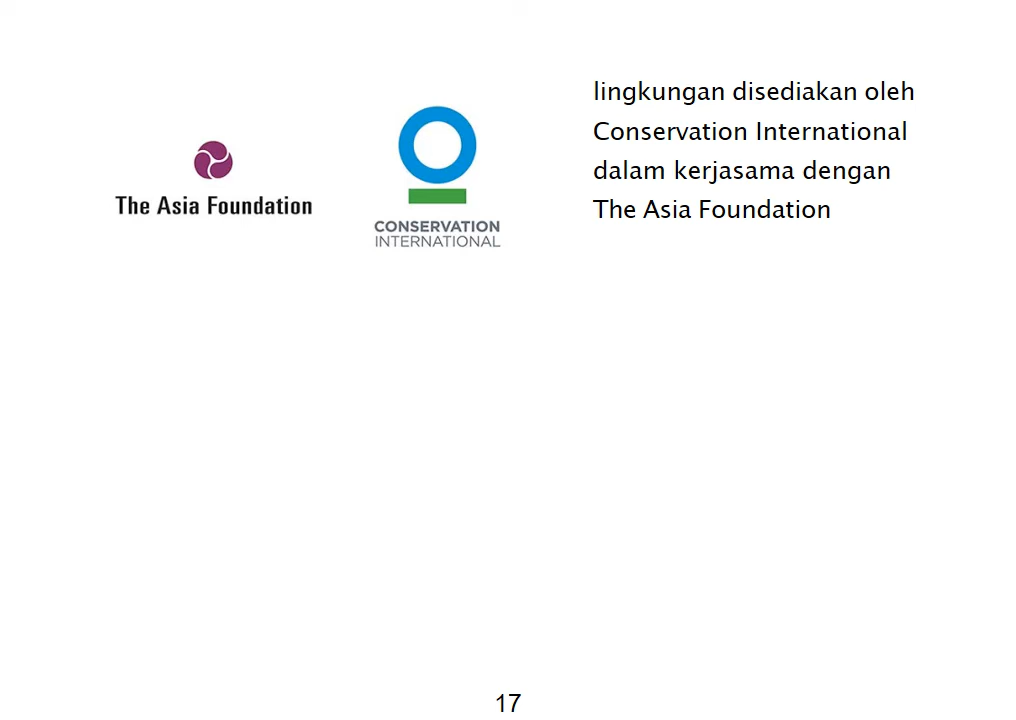 The Asia Foundation
CONSERVATION
INTERNATIONAL
lingkungan disediakan oleh
Conservation International
dalam kerjasama dengan
The Asia Foundation
17